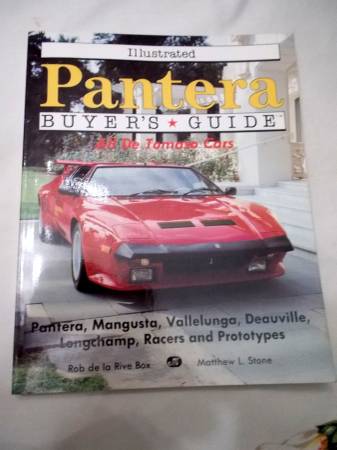 Illustrated
Pantera
BUYER'S ★ GUIDE™
All De Tomaso Cars
Pantera, Mangusta, Vallelunga, Deauville,
Longchamp, Racers and Prototypes
Rob de la Rive Box
Matthew L. Stone